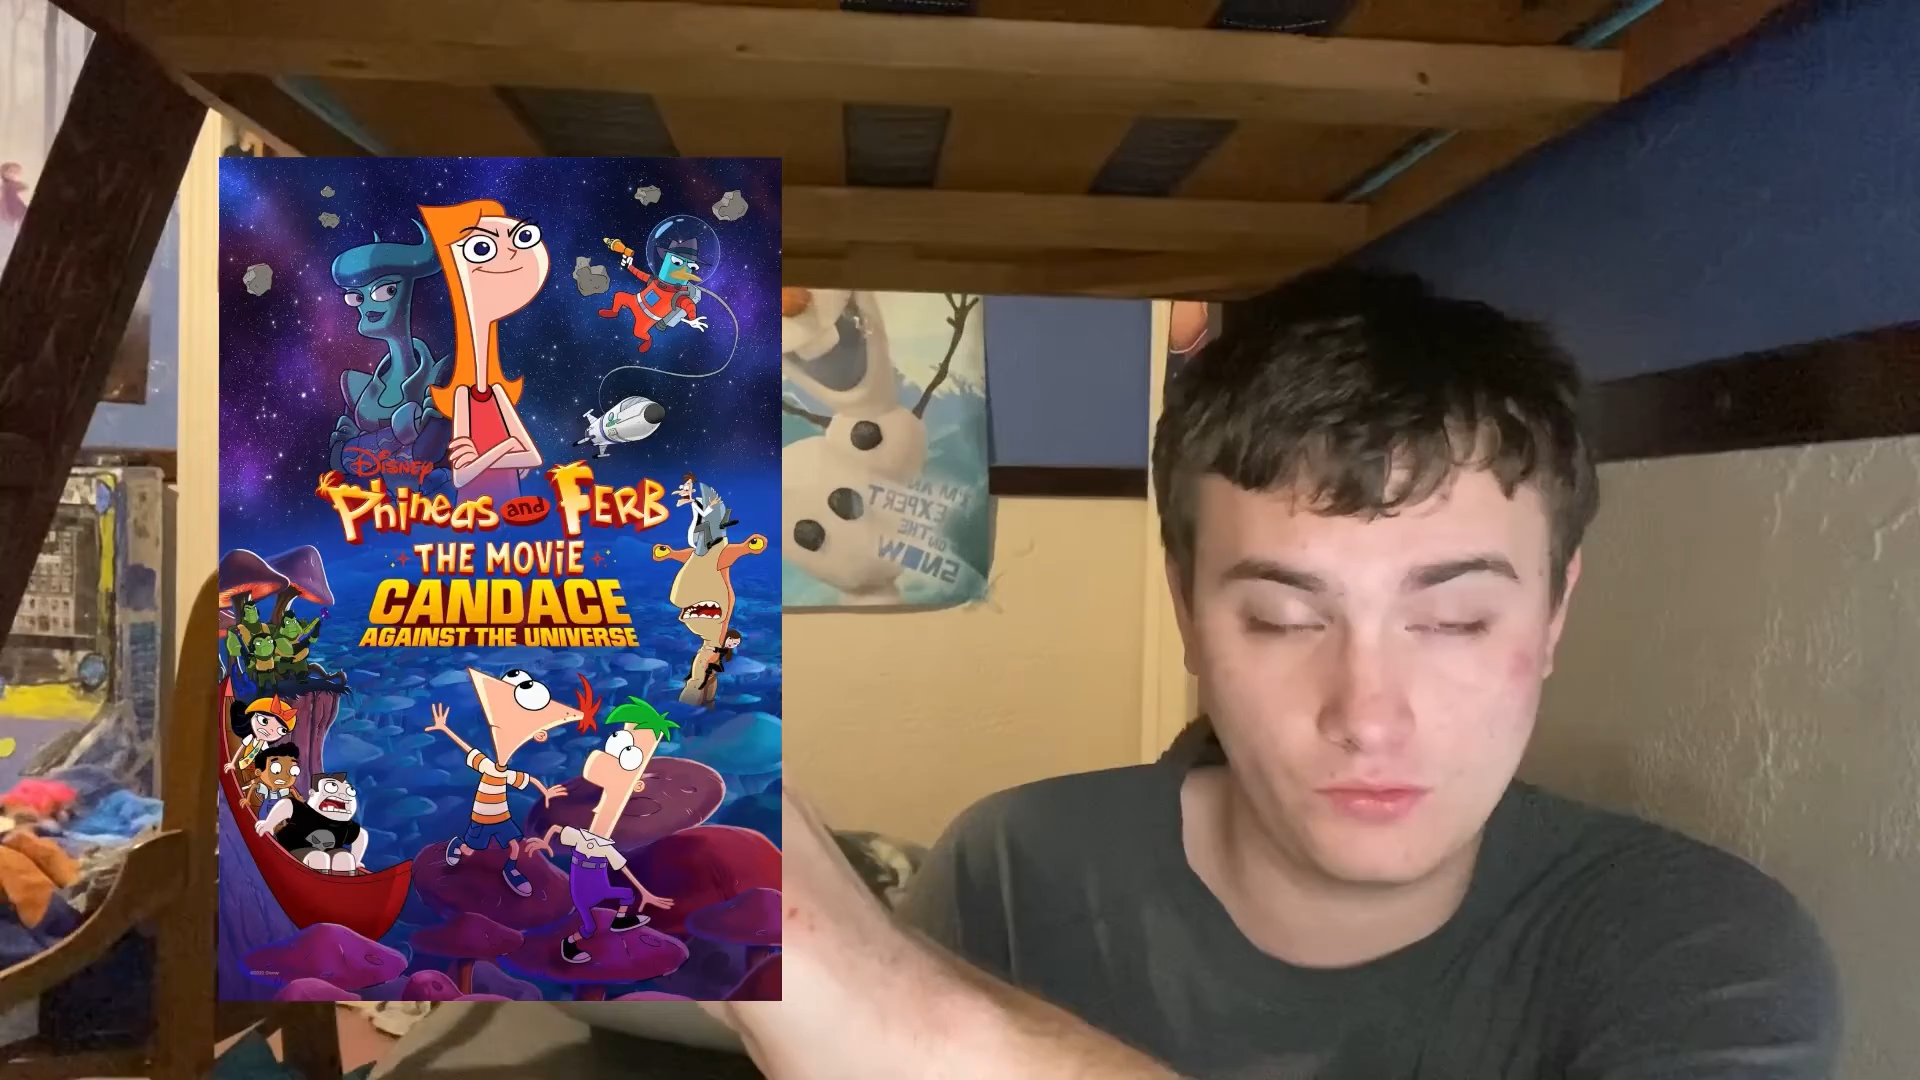 Disney
Phineas and Ferb
THE MOViE
CANDACE
AGAINST THE UNIVERSE
I'M AN
EXPERT
ON THE
SNOW